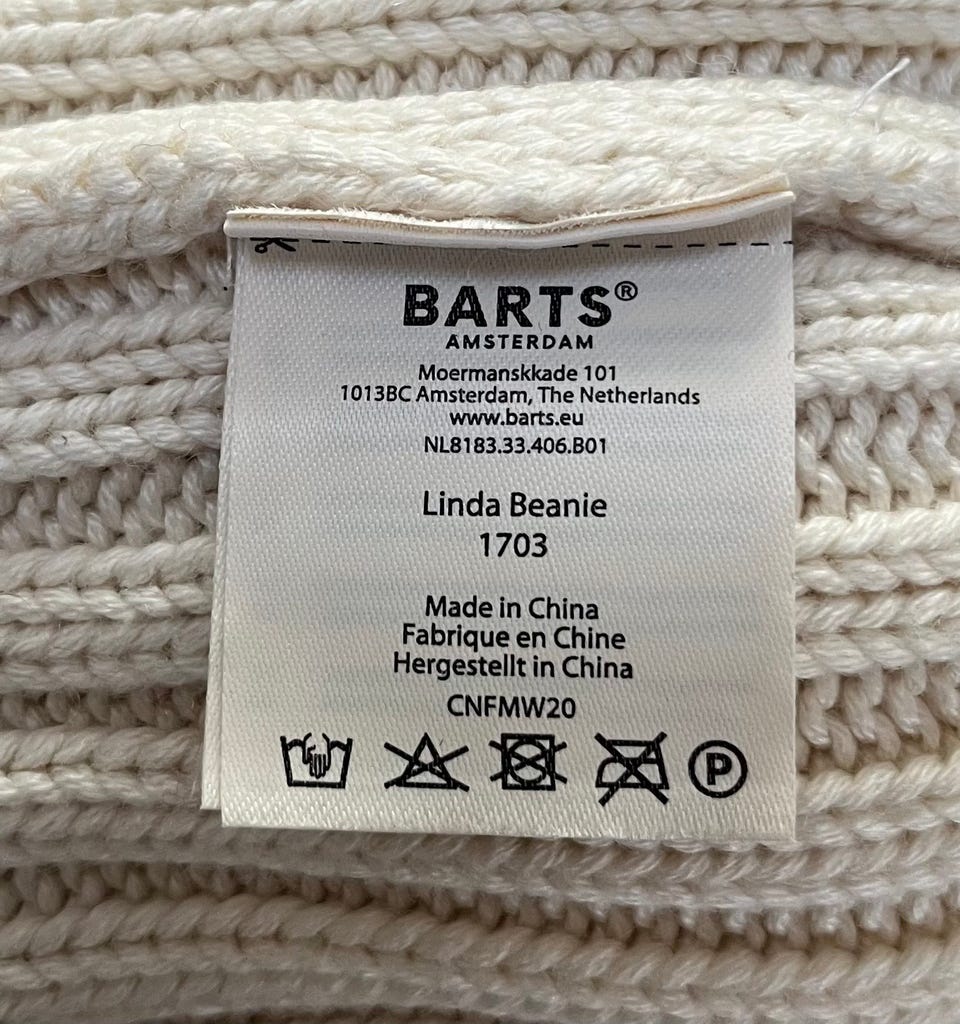 BARTS®
AMSTERDAM
Moermanskkade 101
1013BC Amsterdam, The Netherlands
www.barts.eu
NL8183.33.406.B01
Linda Beanie
1703
Made in China
Fabrique en Chine
Hergestellt in China
CNFMW20
P